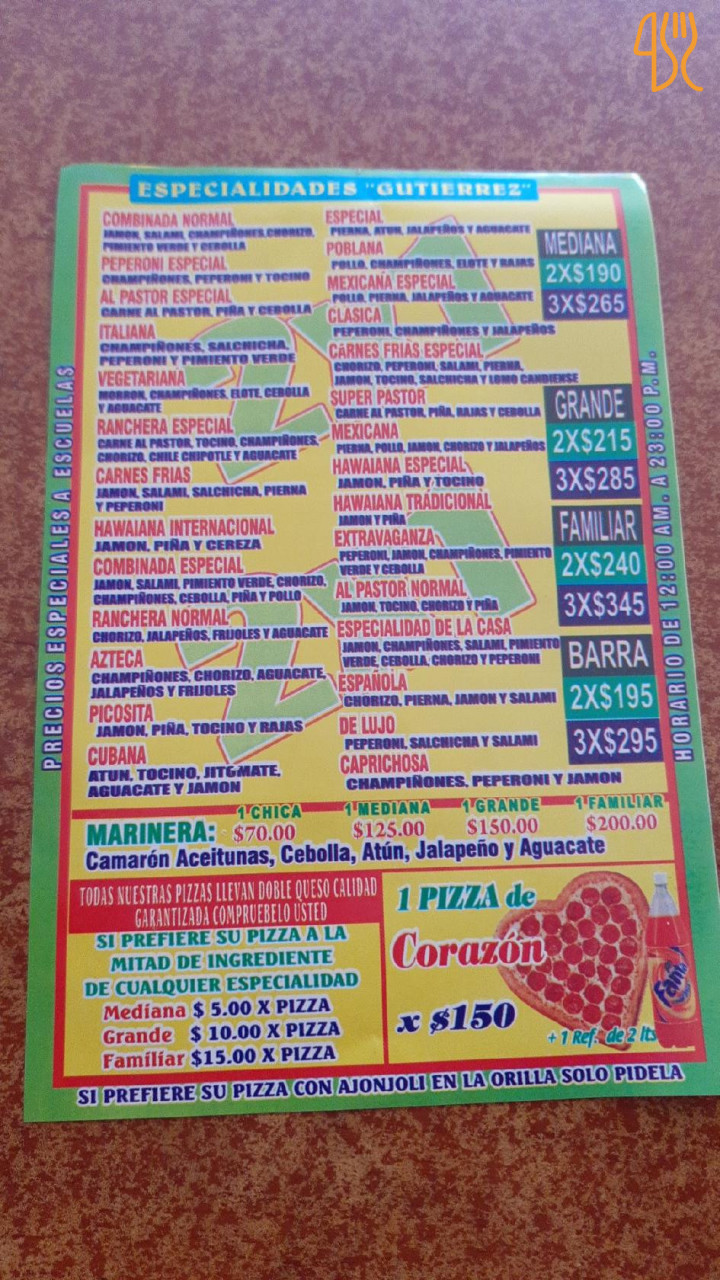 ESPECIALIDADES "GUTIERREZ"
COMBINADA NORMAL
JAMON, SALAMI, CHAMPIÑONES, CHORIZO,
PIMIENTO VERDE Y CEBOLLA
PEPERONI ESPECIAL
CHAMPIÑONES, PEPERONI Y TOCINO
AL PASTOR ESPECIAL
CARNE AL PASTOR, PIÑA Y CEBOLLA
ITALIANA
CHAMPIÑONES, SALCHICHA,
PEPERONI Y PIMIENTO VERDE
VEGETARIANA
MORRON, CHAMPIÑONES, ELOTE, CEBOLLA
Y AGUACATE
RANCHERA ESPECIAL
CARNE AL PASTOR, TOCINO, CHAMPIÑONES
CHORIZO, CHILE CHIPOTLE Y AGUACATE
CARNES FRIAS
JAMON, SALAMI, SALCHICHA, PIERNA
Y PEPERONI
HAWAIANA INTERNACIONAL
JAMON, PIÑA Y CEREZA
COMBINADA ESPECIAL
JAMON, SALAMI, PIMIENTO VERDE, CHORIZO,
CHAMPIÑONES, CEBOLLA, PIÑA Y POLLO
RANCHERA NORMAL
CHORIZO, JALAPEÑOS, FRIJOLES Y AGUACATE
AZTECA
CHAMPIÑONES, CHORIZO, AGUACATE,
JALAPEÑOS Y FRIJOLES
PICOSITA
JAMON, PIÑA, TOCINO Y RAJAS
CUBANA
ATUN, TOCINO, JITOMATE,
AGUACATE Y JAMON
ESPECIAL
PIERNA, ATUN, JALAPEÑOS Y AGUACATE
POBLANA
POLLO, CHAMPIÑONES, ELOTE Y RAJAS
MEXICANA ESPECIAL
POLLO, PIERNA, JALAPEÑOS Y AGUACATE
CLASICA
PEPERONI, CHAMPIÑONES Y JALAPEÑOS
CARNES FRIAS ESPECIAL
CHORIZO, PEPERONI, SALAMI, PIERNA,
JAMON, TOCINO, SALCHICHA Y LOMO CANDIENSE
SUPER PASTOR
CARNE AL PASTOR, PIÑA, RAJAS Y CEBOLLA
MEXICANA
PIERNA, POLLO, JAMON, CHORIZO Y JALAPEÑOS
HAWAIANA ESPECIAL
JAMON, PIÑA Y TOCINO
HAWAIANA TRADICIONAL
JAMON Y PIÑA
EXTRAVAGANZA
PEPERONI, JAMON, CHAMPIÑONES, PIMIENTO
VERDE Y CEBOLLA
AL PASTOR NORMAL
JAMON, TOCINO, CHORIZO Y PIÑA
ESPECIALIDAD DE LA CASA
JAMON, CHAMPIÑONES, SALAMI, PIMIENTO
VERDE, CEBOLLA, CHORIZO Y PEPERONI
ESPAÑOLA
CHORIZO, PIERNA, JAMON Y SALAMI
DE LUJO
PEPERONI, SALCHICHA Y SALAMI
CAPRICHOSA
CHAMPIÑONES, PEPERONI Y JAMON
MEDIANA
2X$190
3X$265
GRANDE
2X$215
3X$285
FAMILIAR
2X$240
3X$345
BARRA
2X$195
3X$295
PRECIIOS ESPECIALES A ESCUELAS
HORARIO DE 12:00 AM. A 23:00 P.M.
1 CHICA 1 MEDIANA 1 GRANDE 1 FAMILIAR
MARINERA: $70.00 $125.00 $150.00 $200.00
Camarón Aceitunas, Cebolla, Atún, Jalapeño y Aguacate
TODAS NUESTRAS PIZZAS LLEVAN DOBLE QUESO CALIDAD
GARANTIZADA COMPRUEBELO USTED
SI PREFIERE SU PIZZA A LA
MITAD DE INGREDIENTE
DE CUALQUIER ESPECIALIDAD
Mediana $ 5.00 X PIZZA
Grande $ 10.00 X PIZZA
Famíliar $15.00 X PIZZA
1 PIZZA de
Corazón
x $150
+ 1 Ref. de 2 lts
Fanta
SI PREFIERE SU PIZZA CON AJONJOLI EN LA ORILLA SOLO PIDELA